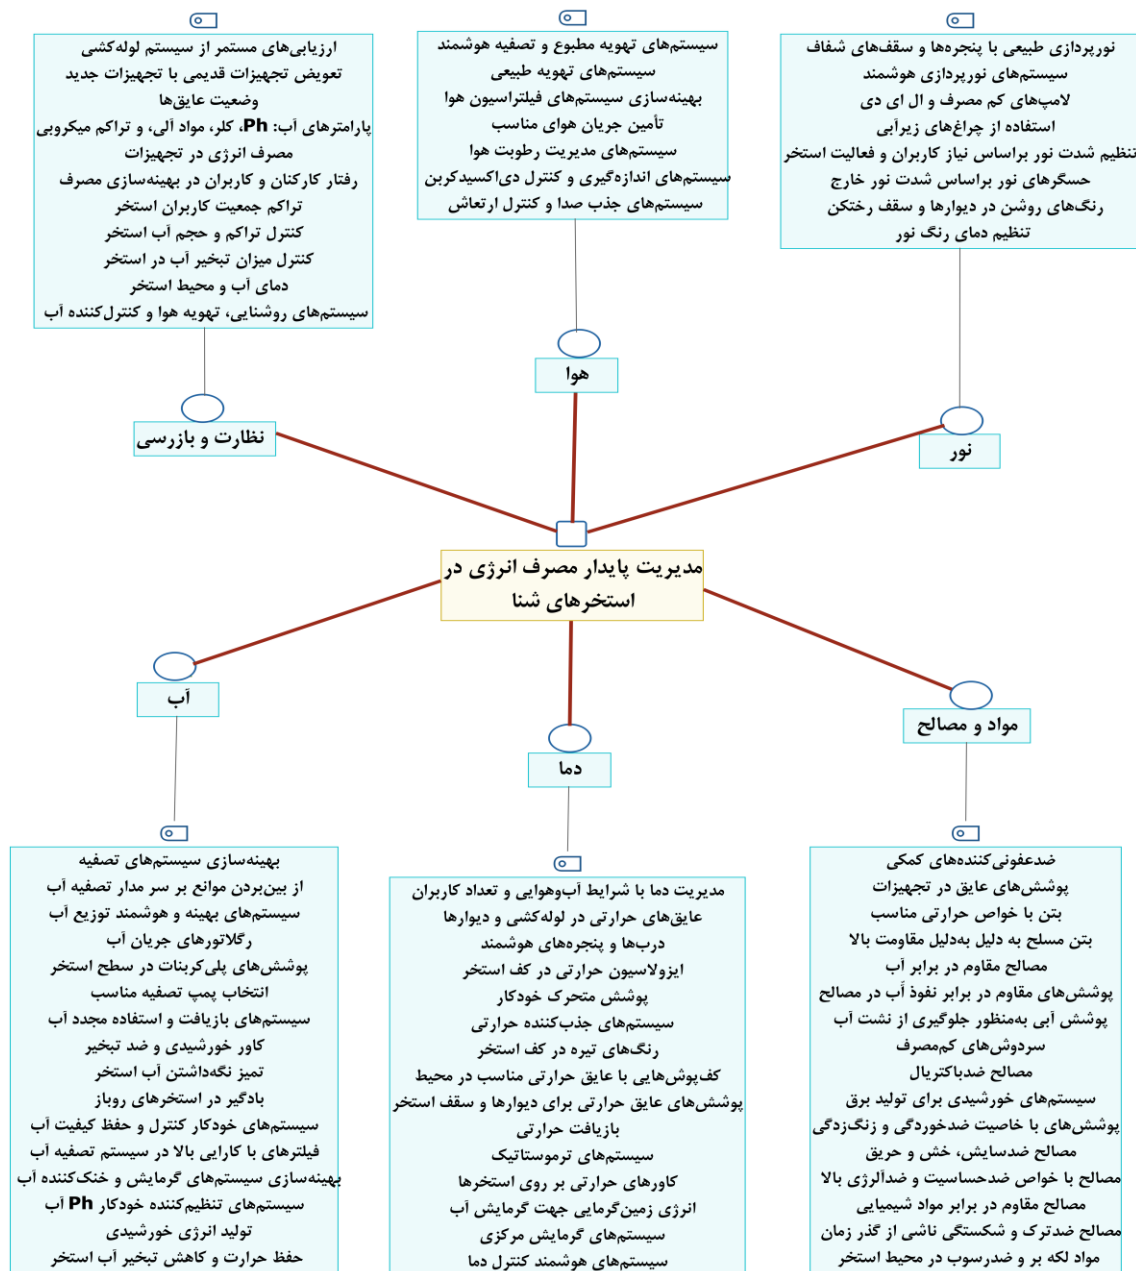 نورپردازی طبیعی با پنجره‌ها و سقف‌های شفاف
سیستم‌های نورپردازی هوشمند
لامپ‌های کم مصرف و ال ای دی
استفاده از چراغ‌های زیرآبی
تنظیم شدت نور براساس نیاز کاربران و فعالیت استخر
حسگرهای نور براساس شدت نور خارج
رنگ‌های روشن در دیوارها و سقف رختکن
تنظیم دمای رنگ نور
نور
سیستم‌های تهویه مطبوع و تصفیه هوشمند
سیستم‌های تهویه طبیعی
بهینه‌سازی سیستم‌های فیلتراسیون هوا
تأمین جریان هوای مناسب
سیستم‌های مدیریت رطوبت هوا
سیستم‌های اندازه‌گیری و کنترل دی‌اکسیدکربن
سیستم‌های جذب صدا و کنترل ارتعاش
هوا
ارزیابی‌های مستمر از سیستم لوله‌کشی
تعویض تجهیزات قدیمی با تجهیزات جدید
وضعیت عایق‌ها
پارامترهای آب: Ph، کلر، مواد آلی، و تراکم میکروبی
مصرف انرژی در تجهیزات
رفتار کارکنان و کاربران در بهینه‌سازی مصرف
تراکم جمعیت کاربران استخر
کنترل تراکم و حجم آب استخر
کنترل میزان تبخیر آب در استخر
دمای آب و محیط استخر
سیستم‌های روشنایی، تهویه هوا و کنترل‌کننده آب
نظارت و بازرسی
مدیریت پایدار مصرف انرژی در
استخرهای شنا
مواد و مصالح
ضدعفونی‌کننده‌های کمکی
پوشش‌های عایق در تجهیزات
بتن با خواص حرارتی مناسب
بتن مسلح به دلیل به‌دلیل مقاومت بالا
مصالح مقاوم در برابر آب
پوشش‌های مقاوم در برابر نفوذ آب در مصالح
پوشش آبی به‌منظور جلوگیری از نشت آب
سردوش‌های کم‌مصرف
مصالح ضدباکتریال
سیستم‌های خورشیدی برای تولید برق
پوشش‌های با خاصیت ضدخوردگی و زنگ‌زدگی
مصالح ضدسایش، خش و حریق
مصالح با خواص ضدحساسیت و ضدآلرژی بالا
مصالح مقاوم در برابر مواد شیمیایی
مصالح ضدترک و شکستگی ناشی از گذر زمان
مواد لکه بر و ضدرسوب در محیط استخر
دما
مدیریت دما با شرایط آب‌وهوایی و تعداد کاربران
عایق‌های حرارتی در لوله‌کشی و دیوارها
درب‌ها و پنجره‌های هوشمند
ایزولاسیون حرارتی در کف استخر
پوشش متحرک خودکار
سیستم‌های جذب‌کننده حرارتی
رنگ‌های تیره در کف استخر
کف‌پوش‌هایی با عایق حرارتی مناسب در محیط
پوشش‌های عایق حرارتی برای دیوارها و سقف استخر
بازیافت حرارتی
سیستم‌های ترموستاتیک
کاورهای حرارتی بر روی استخرها
انرژی زمین‌گرمایی جهت گرمایش آب
سیستم‌های گرمایش مرکزی
سیستم‌های هوشمند کنترل دما
آب
بهینه‌سازی سیستم‌های تصفیه
از بین‌بردن موانع بر سر مدار تصفیه آب
سیستم‌های بهینه و هوشمند توزیع آب
رگلاتورهای جریان آب
پوشش‌های پلی‌کربنات در سطح استخر
انتخاب پمپ تصفیه مناسب
سیستم‌های بازیافت و استفاده مجدد آب
کاور خورشیدی و ضد تبخیر
تمیز نگه‌داشتن آب استخر
بادگیر در استخرهای روباز
سیستم‌های خودکار کنترل و حفظ کیفیت آب
فیلترهای با کارایی بالا در سیستم تصفیه آب
بهینه‌سازی سیستم‌های گرمایش و خنک‌کننده آب
سیستم‌های تنظیم‌کننده خودکار Ph آب
تولید انرژی خورشیدی
حفظ حرارت و کاهش تبخیر آب استخر